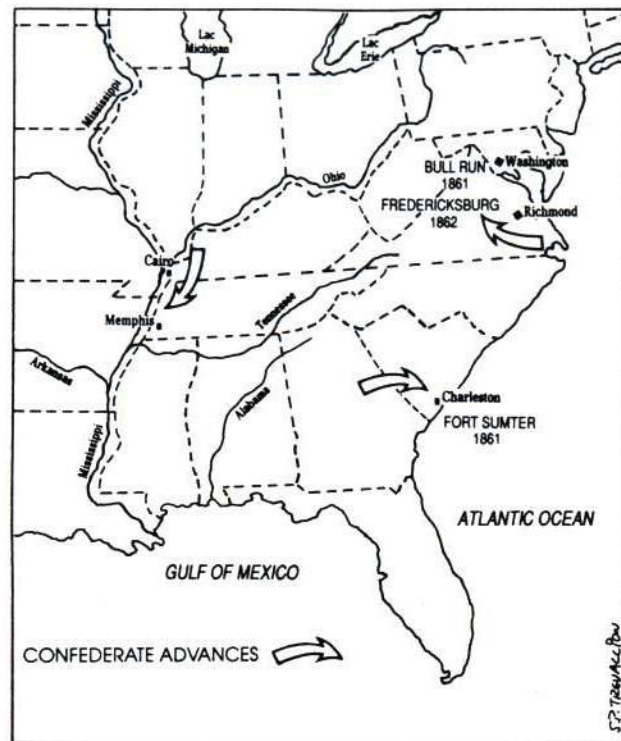 Lac
Michigan
Lac
Erie
Mississippi
Ohio
BULL RUN
1861
Washington
FREDERICKSBURG
1862
Richmond
Cairo
Memphis
Tennessee
Arkansas
Alabama
Charleston
FORT SUMTER
1861
Mississippi
ATLANTIC OCEAN
GULF OF MEXICO
CONFEDERATE ADVANCES